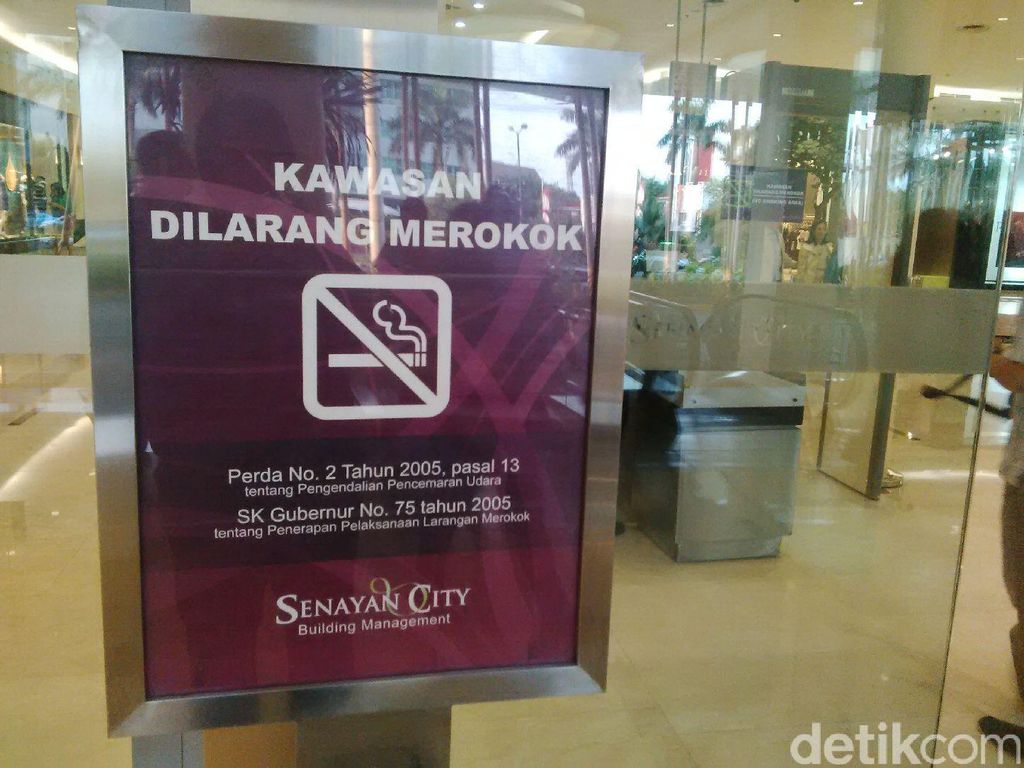 KAWASAN
DILARANG MEROKOK
Perda No. 2 Tahun 2005, pasal 13
tentang Pengendalian Pencemaran Udara
SK Gubernur No. 75 tahun 2005
tentang Penerapan Pelaksanaan Larangan Merokok
SENAYAN CITY
Building Management
detikcom